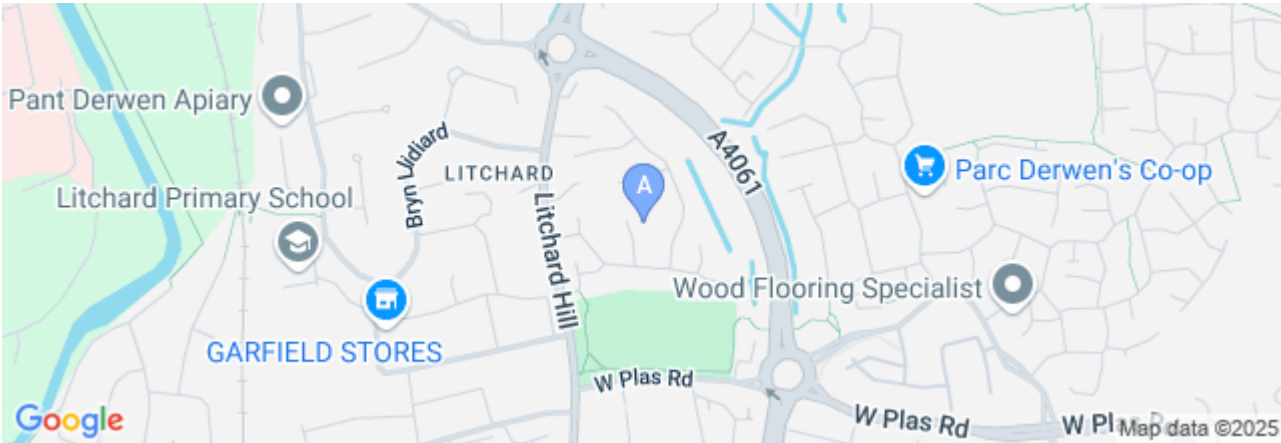 Pant Derwen Apiary
A4061
Bryn Llidiard
LITCHARD
A
Parc Derwen's Co-op
Litchard Primary School
Litchard Hill
Wood Flooring Specialist
GARFIELD STORES
W Plas Rd
W Plas Rd
W Plas
Google
Map data ©2025